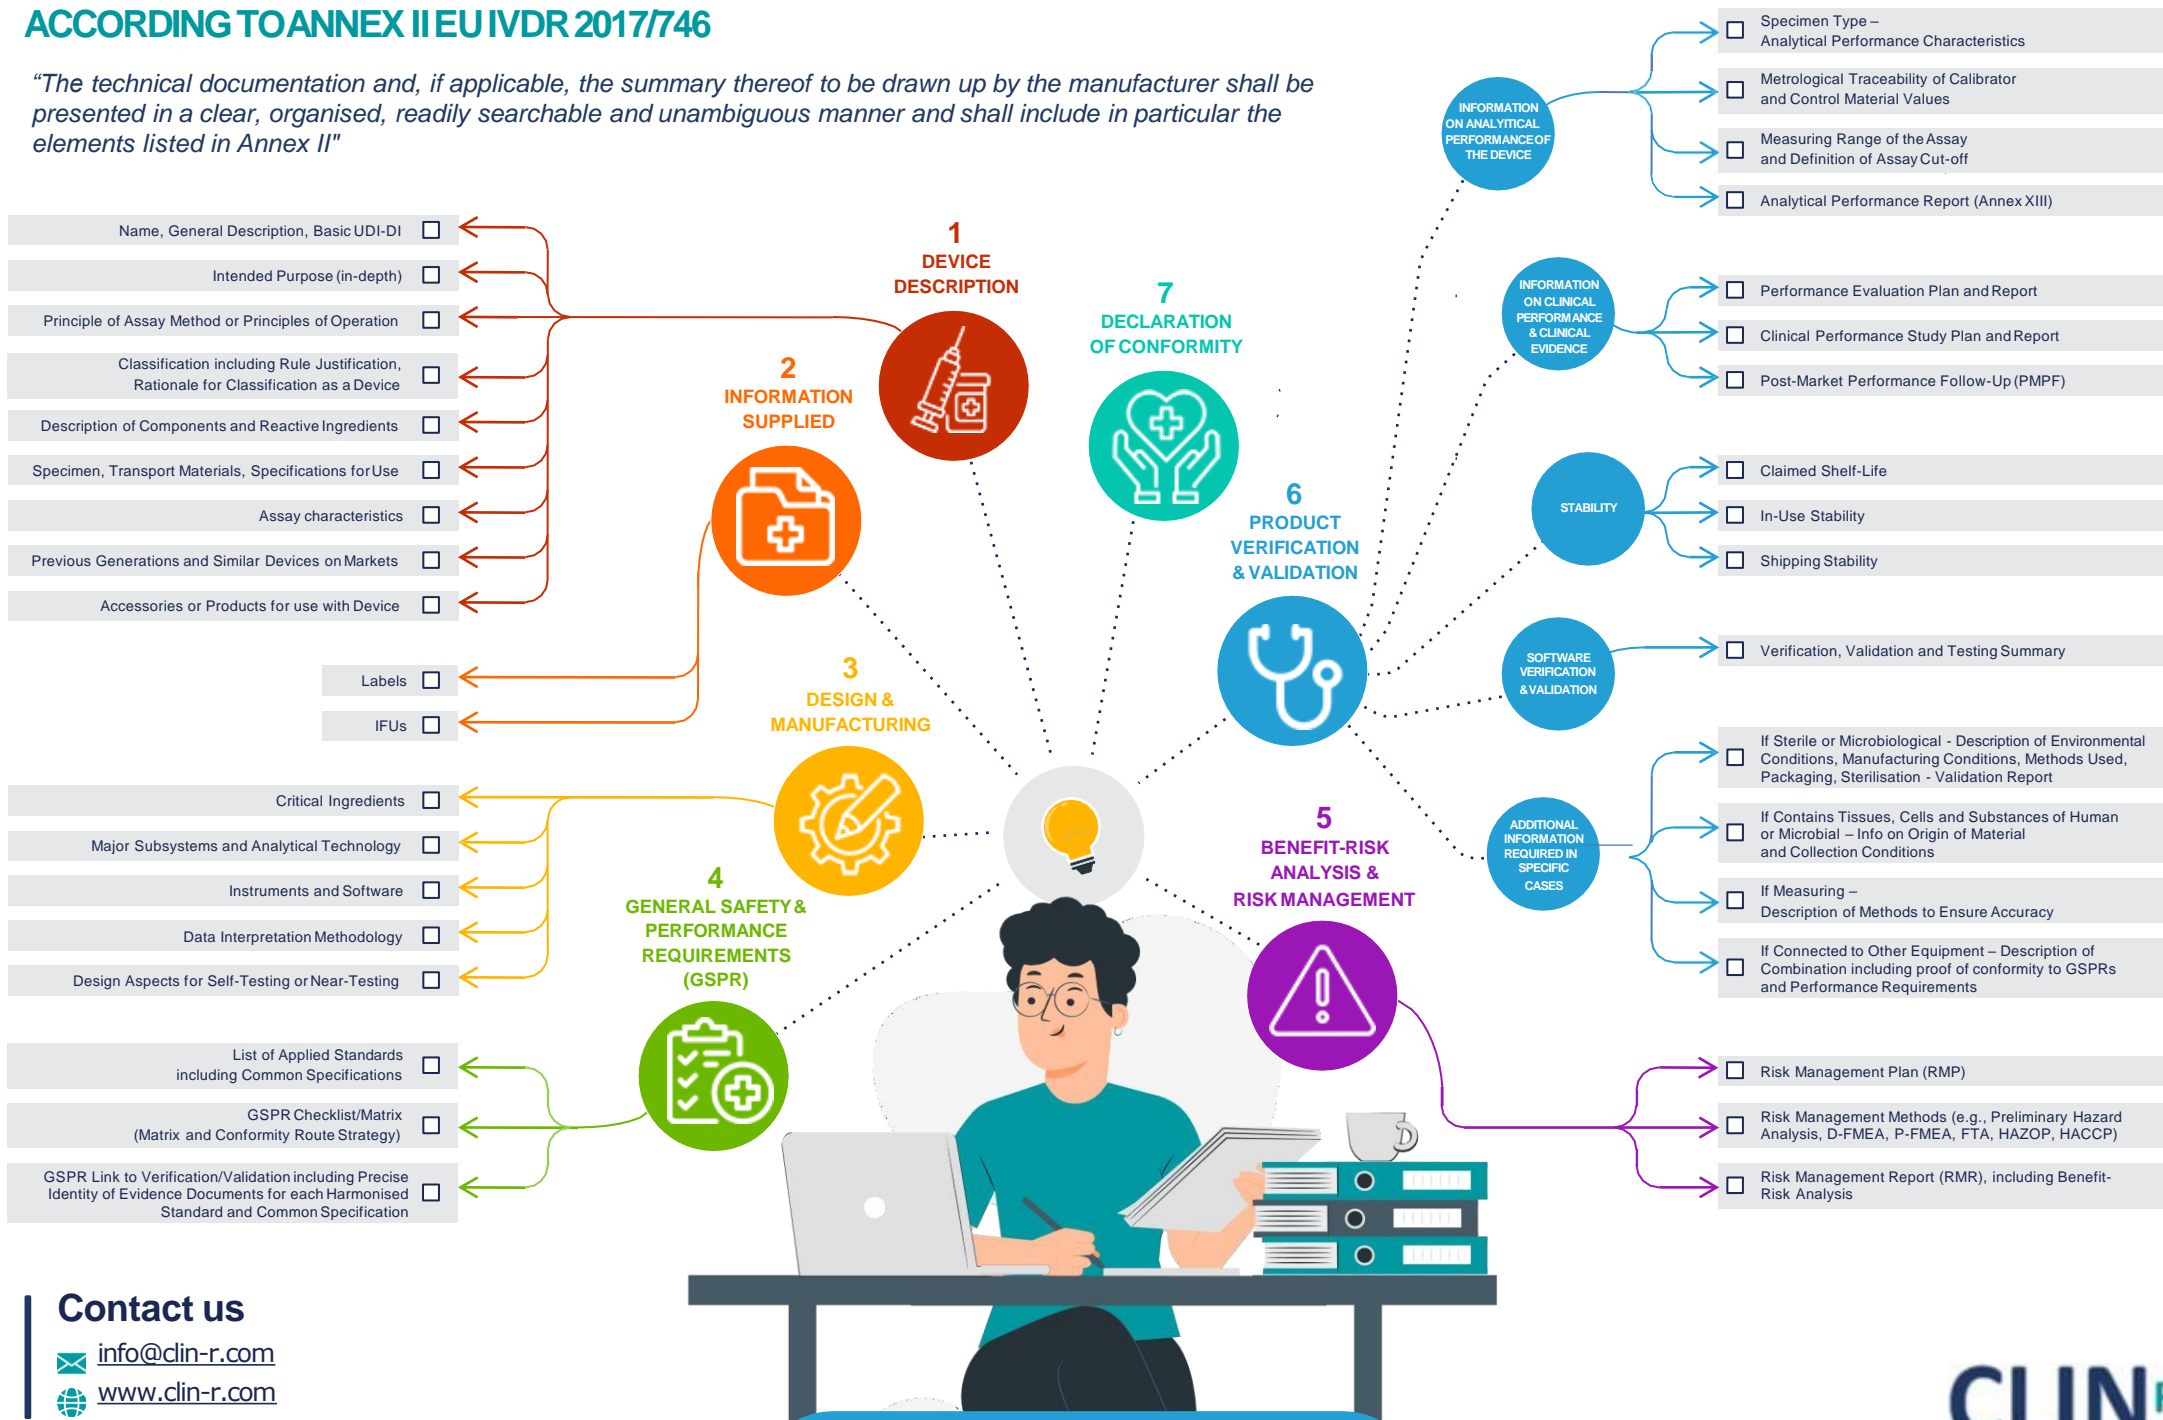 ACCORDING TO ANNEX II EU IVDR 2017/746
“The technical documentation and, if applicable, the summary thereof to be drawn up by the manufacturer shall be
presented in a clear, organised, readily searchable and unambiguous manner and shall include in particular the
elements listed in Annex II"
1
DEVICE
DESCRIPTION
Name, General Description, Basic UDI-DI
Intended Purpose (in-depth)
Principle of Assay Method or Principles of Operation
Classification including Rule Justification,
Rationale for Classification as a Device
Description of Components and Reactive Ingredients
Specimen, Transport Materials, Specifications for Use
Assay characteristics
Previous Generations and Similar Devices on Markets
Accessories or Products for use with Device
2
INFORMATION
SUPPLIED
Labels
IFUs
3
DESIGN &
MANUFACTURING
Critical Ingredients
Major Subsystems and Analytical Technology
Instruments and Software
Data Interpretation Methodology
Design Aspects for Self-Testing or Near-Testing
4
GENERAL SAFETY &
PERFORMANCE
REQUIREMENTS
(GSPR)
List of Applied Standards
including Common Specifications
GSPR Checklist/Matrix
(Matrix and Conformity Route Strategy)
GSPR Link to Verification/Validation including Precise
Identity of Evidence Documents for each Harmonised
Standard and Common Specification
5
BENEFIT-RISK
ANALYSIS &
RISK MANAGEMENT
Risk Management Plan (RMP)
Risk Management Methods (e.g., Preliminary Hazard
Analysis, D-FMEA, P-FMEA, FTA, HAZOP, HACCP)
Risk Management Report (RMR), including Benefit-
Risk Analysis
6
PRODUCT
VERIFICATION
& VALIDATION
INFORMATION
ON ANALYITICAL
PERFORMANCE OF
THE DEVICE
Specimen Type –
Analytical Performance Characteristics
Metrological Traceability of Calibrator
and Control Material Values
Measuring Range of the Assay
and Definition of Assay Cut-off
Analytical Performance Report (Annex XIII)
INFORMATION
ON CLINICAL
PERFORMANCE
& CLINICAL
EVIDENCE
Performance Evaluation Plan and Report
Clinical Performance Study Plan and Report
Post-Market Performance Follow-Up (PMPF)
STABILITY
Claimed Shelf-Life
In-Use Stability
Shipping Stability
SOFTWARE
VERIFICATION
& VALIDATION
Verification, Validation and Testing Summary
ADDITIONAL
INFORMATION
REQUIRED IN
SPECIFIC
CASES
If Sterile or Microbiological - Description of Environmental
Conditions, Manufacturing Conditions, Methods Used,
Packaging, Sterilisation - Validation Report
If Contains Tissues, Cells and Substances of Human
or Microbial – Info on Origin of Material
and Collection Conditions
If Measuring –
Description of Methods to Ensure Accuracy
If Connected to Other Equipment – Description of
Combination including proof of conformity to GSPRs
and Performance Requirements
7
DECLARATION
OF CONFORMITY
Contact us
info@clin-r.com
www.clin-r.com
CLIN